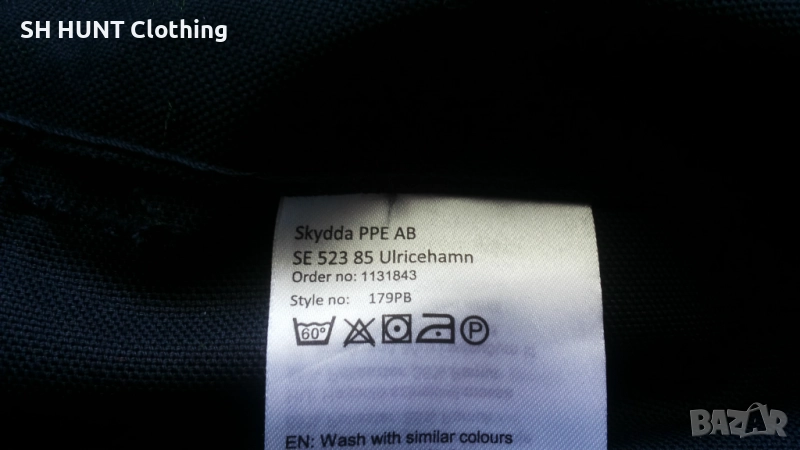 SH HUNT Clothing
Skydda PPE AB
SE 523 85 Ulricehamn
Order no: 1131843
Style no: 179PB
60° P
EN: Wash with similar colours
BAZAR